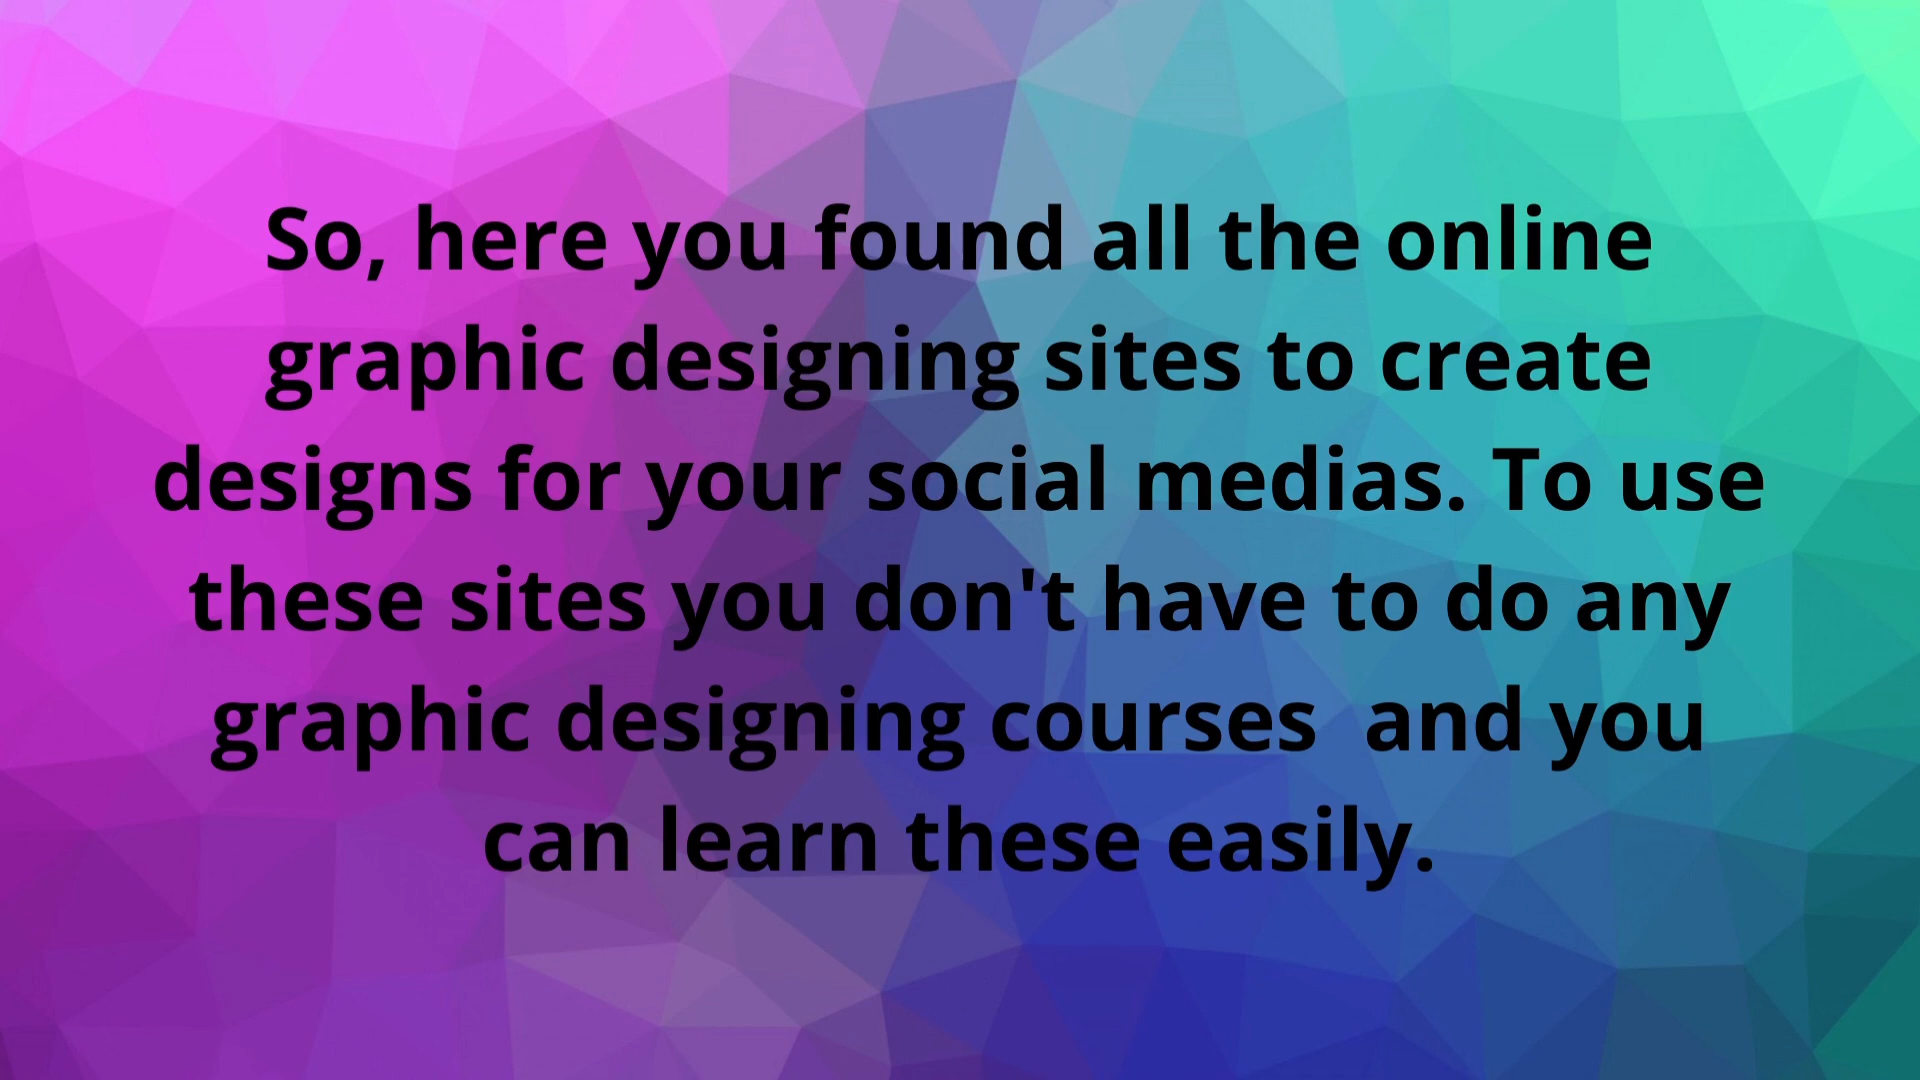 So, here you found all the online
graphic designing sites to create
designs for your social medias. To use
these sites you don't have to do any
graphic designing courses  and you
can learn these easily.